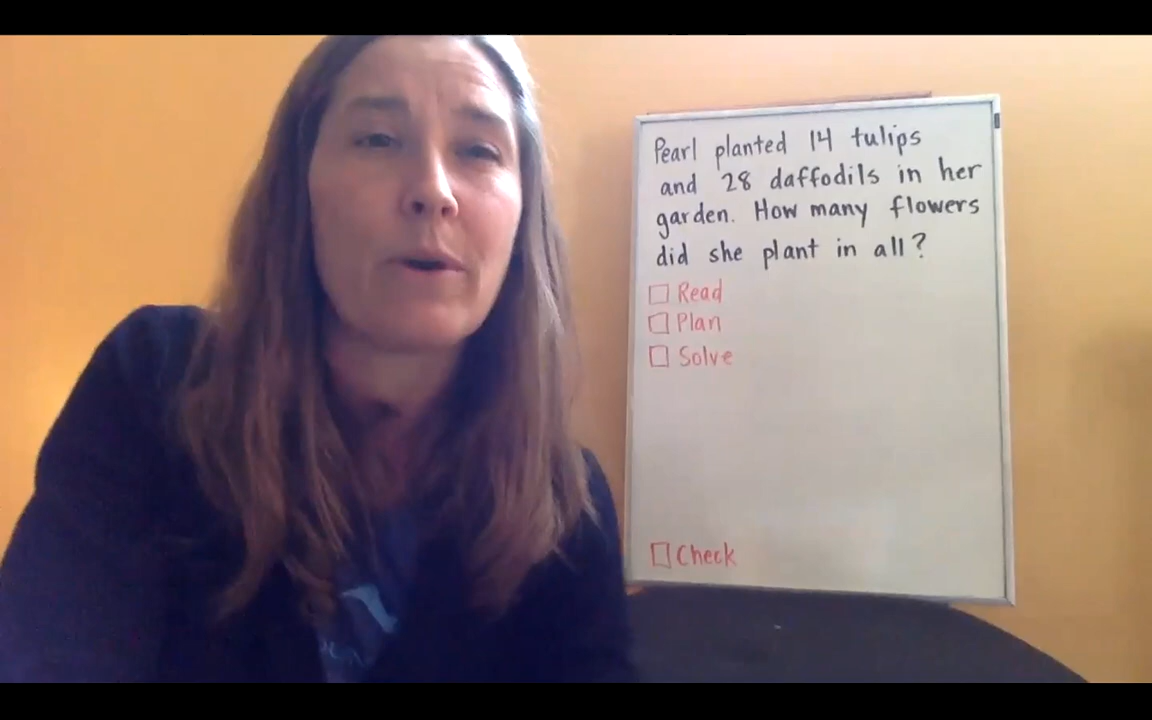 Pearl planted 14 tulips
and 28 daffodils in her
garden. How many flowers
did she plant in all?
Read
Plan
Solve
Check